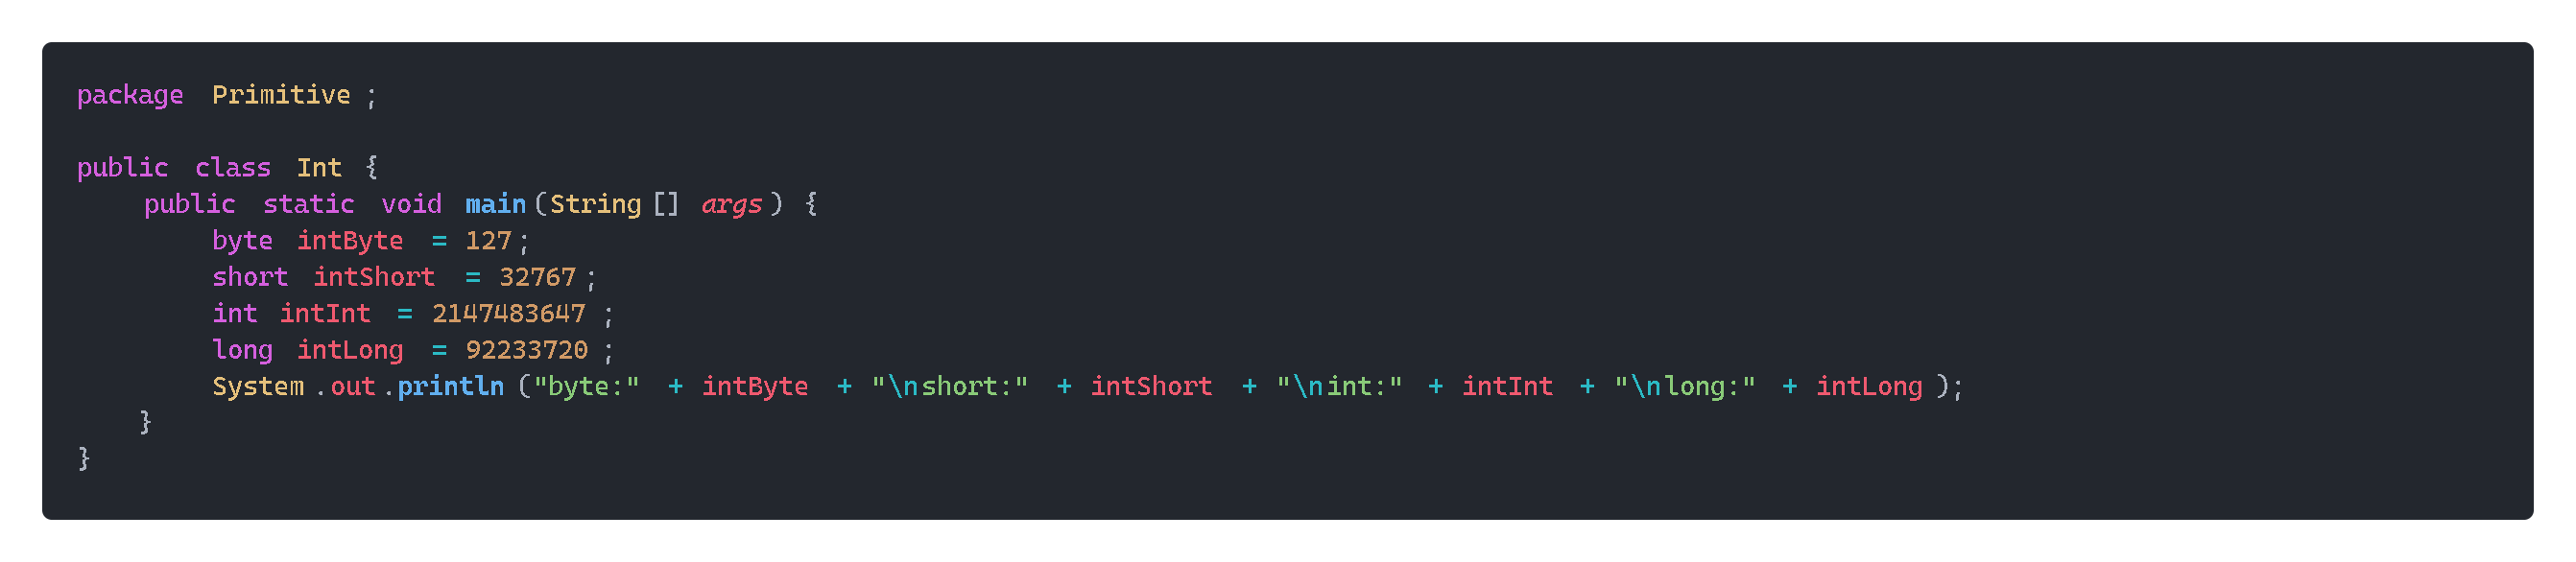 package Primitive;

public class Int {
    public static void main(String[] args) {
        byte intByte = 127;
        short intShort = 32767;
        int intInt = 2147483647;
        long intLong = 92233720;
        System.out.println("byte:" + intByte + "\nshort:" + intShort + "\nint:" + intInt + "\nlong:" + intLong);
    }
}